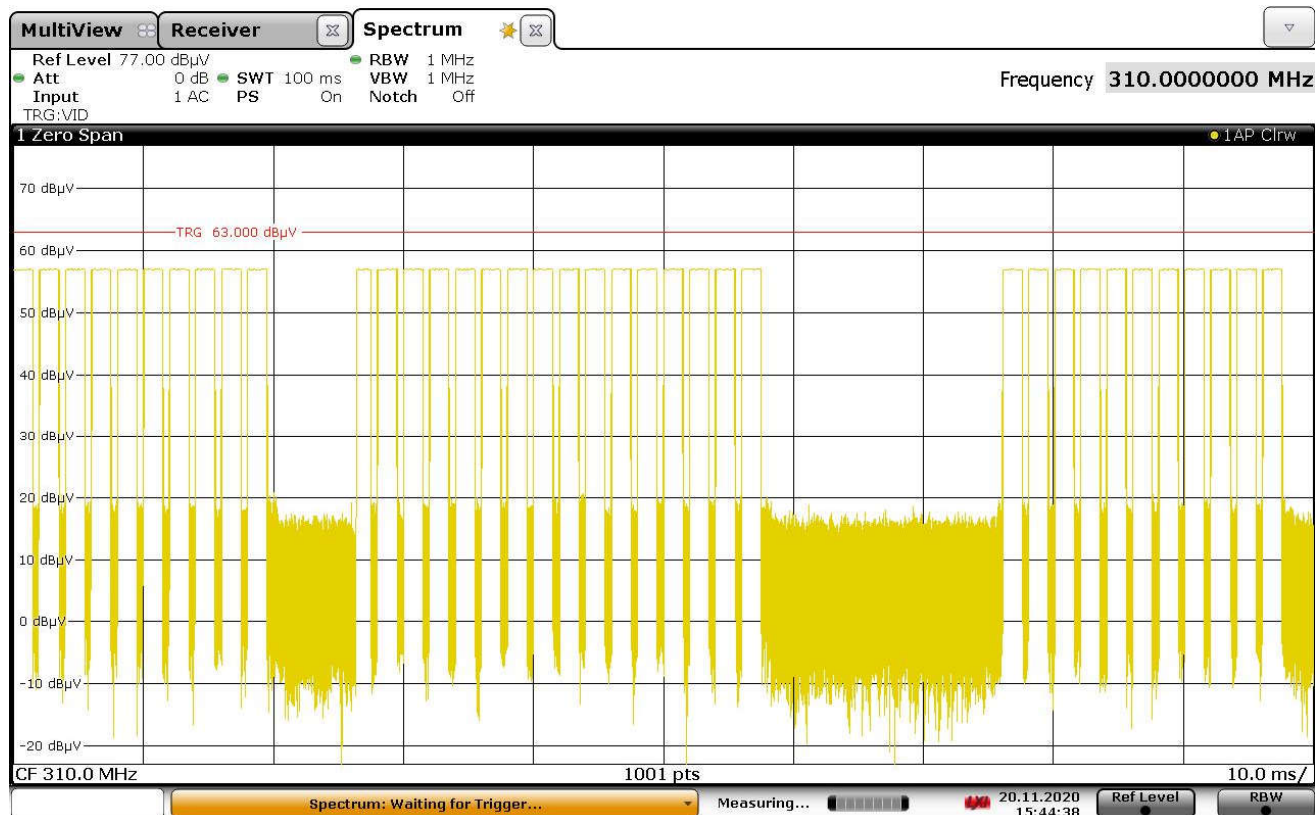 MultiView Receiver Spectrum
Ref Level 77.00 dBµV RBW 1 MHz
Att 0 dB SWT 100 ms VBW 1 MHz
Frequency 310.0000000 MHz
Input 1 AC PS On Notch Off
TRG:VID
1 Zero Span 1AP Clrw
70 dBµV
TRG 63.000 dBµV
60 dBµV
50 dBµV
40 dBµV
30 dBµV
20 dBµV
10 dBµV
0 dBµV
-10 dBµV
-20 dBµV
CF 310.0 MHz 1001 pts 10.0 ms/
Spectrum: Waiting for Trigger... Measuring... LXI 20.11.2020 Ref Level RBW
15:44:38